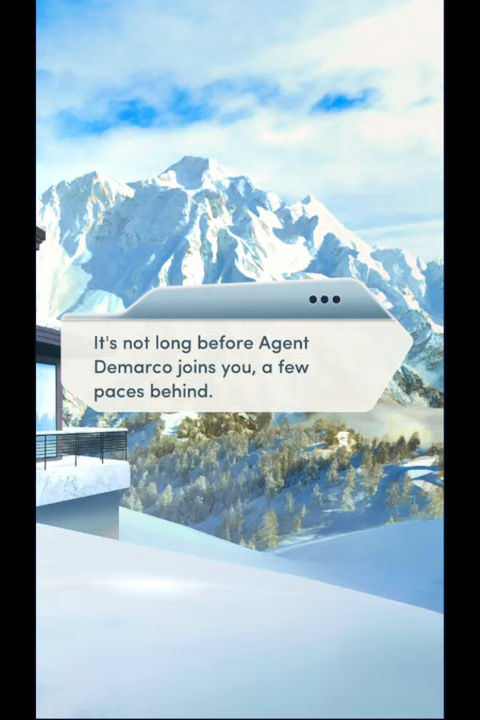 It's not long before Agent
Demarco joins you, a few
paces behind.